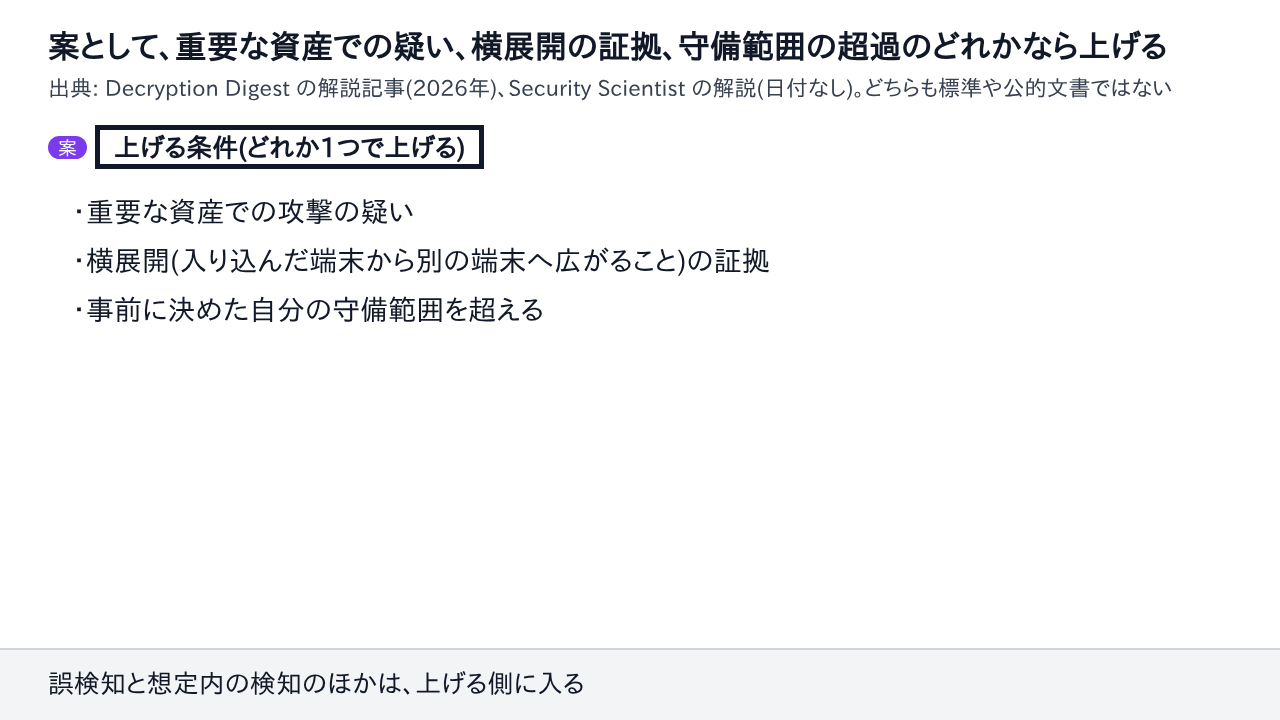 案として、重要な資産での疑い、横展開の証拠、守備範囲の超過のどれかなら上げる
出典: Decryption Digest の解説記事(2026年)、Security Scientist の解説(日付なし)。どちらも標準や公的文書ではない
案 上げる条件(どれか1つで上げる)
・重要な資産での攻撃の疑い
・横展開(入り込んだ端末から別の端末へ広がること)の証拠
・事前に決めた自分の守備範囲を超える
誤検知と想定内の検知のほかは、上げる側に入る